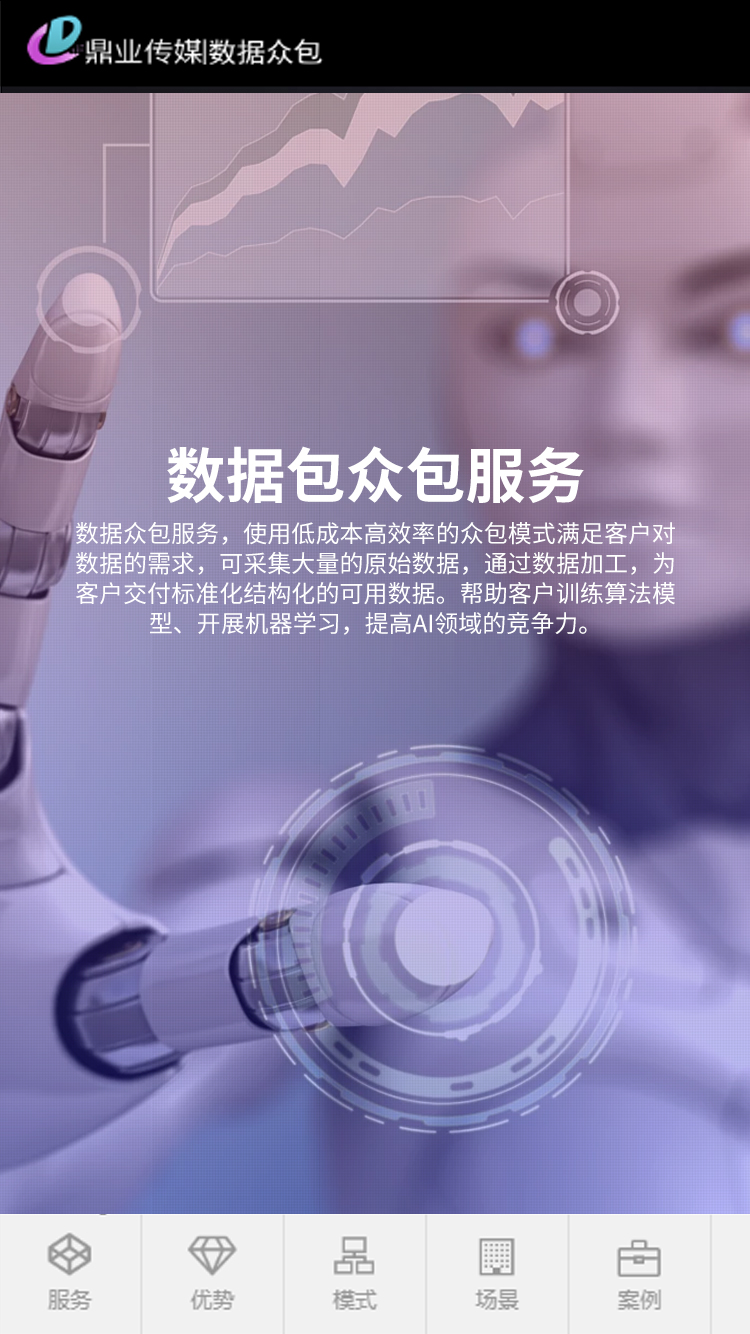 鼎业传媒|数据众包
数据包众包服务
数据众包服务，使用低成本高效率的众包模式满足客户对
数据的需求，可采集大量的原始数据，通过数据加工，为
客户交付标准化结构化的可用数据。帮助客户训练算法模
型、开展机器学习，提高AI领域的竞争力。
服务
优势
模式
场景
案例